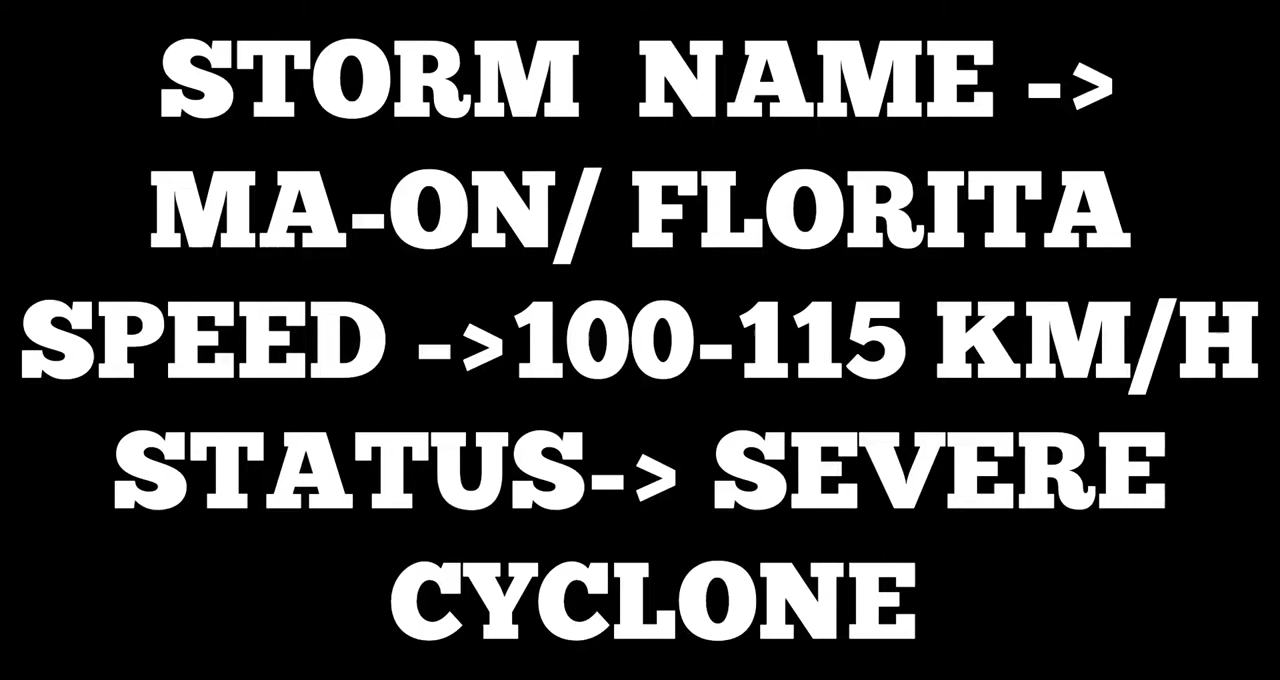 STORM NAME ->
MA-ON/ FLORITA
SPEED ->100-115 KM/H
STATUS-> SEVERE
CYCLONE